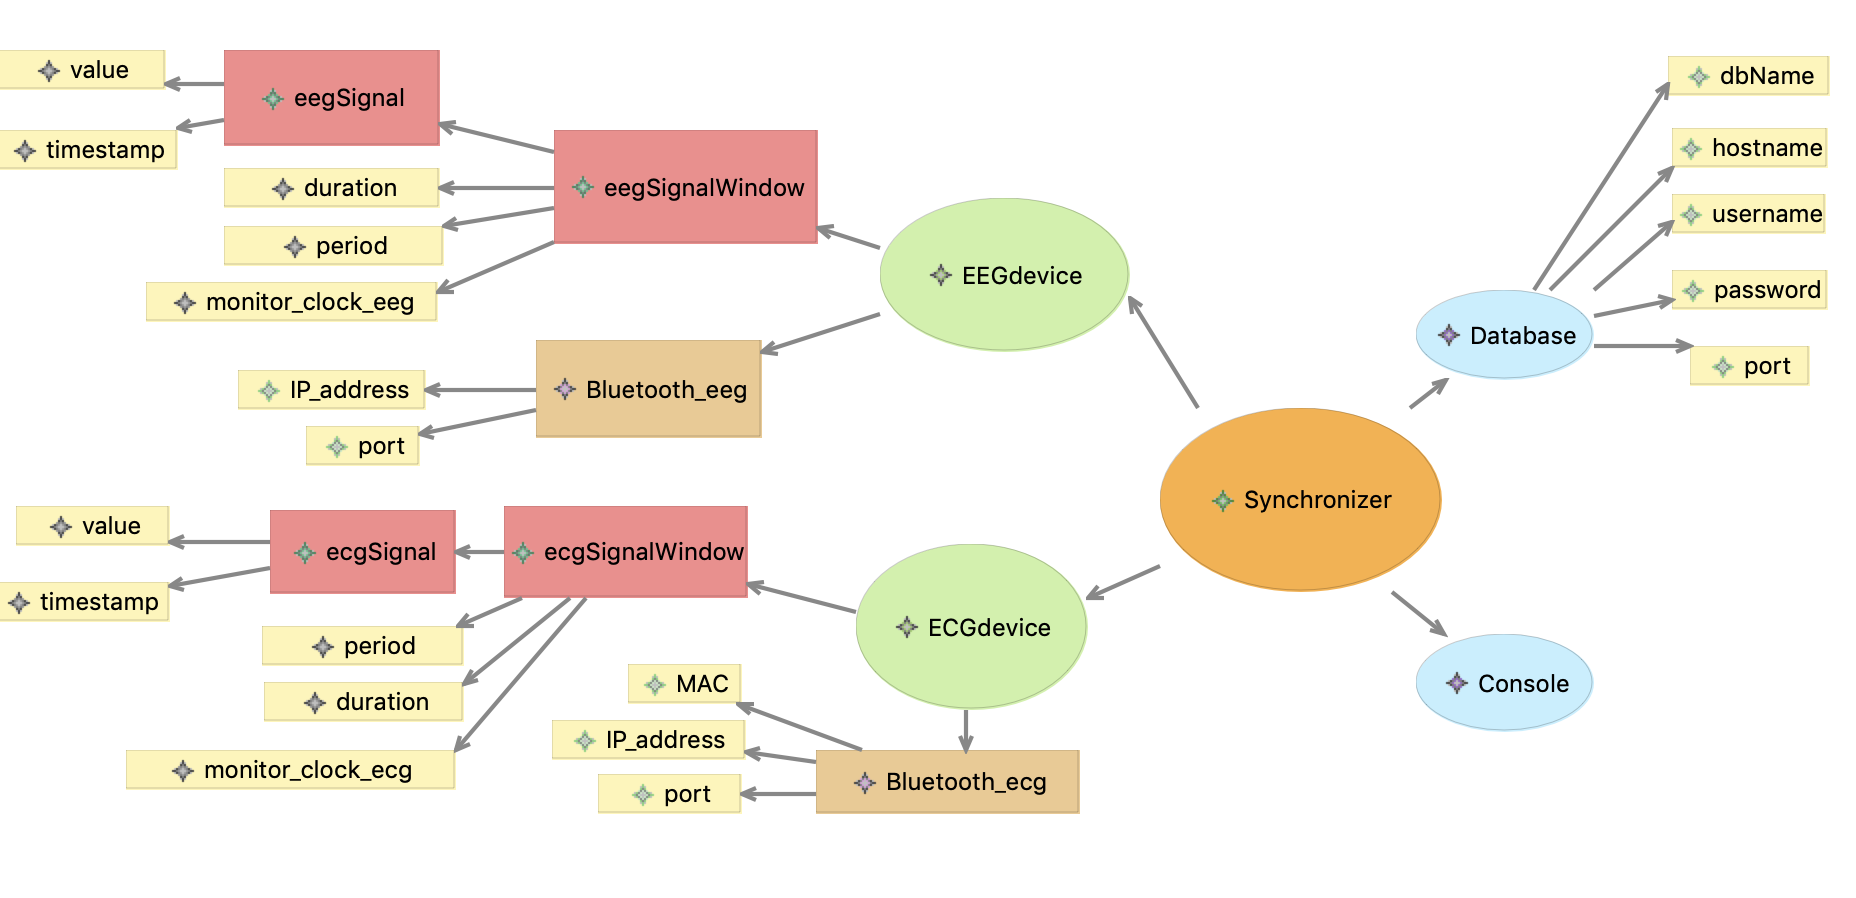 value
timestamp
eegSignal
duration
period
monitor_clock_eeg
eegSignalWindow
EEGdevice
IP_address
port
Bluetooth_eeg
dbName
hostname
username
password
port
Database
Synchronizer
value
timestamp
ecgSignal
ecgSignalWindow
period
duration
monitor_clock_ecg
ECGdevice
MAC
IP_address
port
Bluetooth_ecg
Console